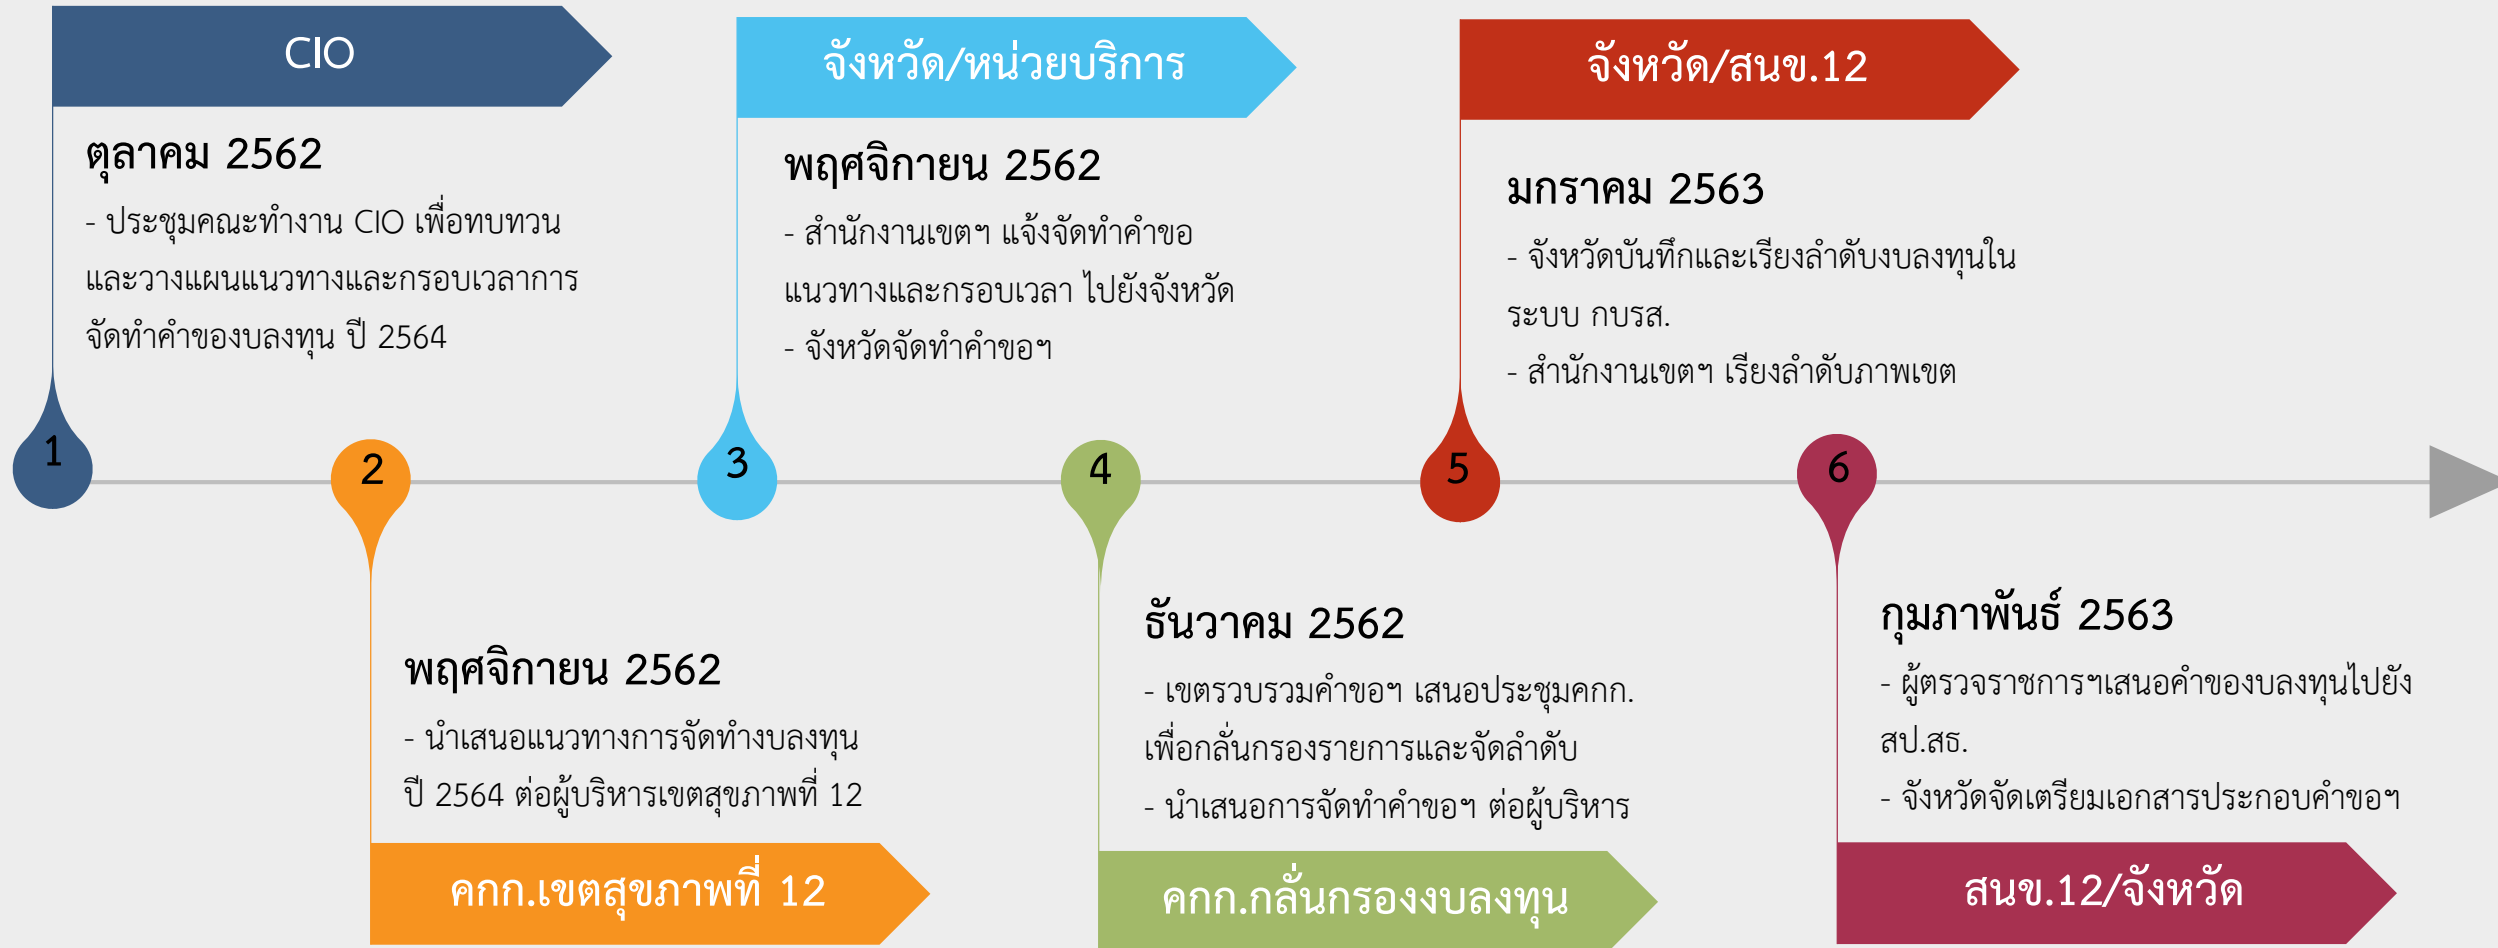 CIO
ตุลาคม 2562
- ประชุมคณะทำงาน CIO เพื่อทบทวน
และวางแผนแนวทางและกรอบเวลาการ
จัดทำคำของบลงทุน ปี 2564
1
2
พฤศจิกายน 2562
- นำเสนอแนวทางการจัดทำงบลงทุน
ปี 2564 ต่อผู้บริหารเขตสุขภาพที่ 12
คกก.เขตสุขภาพที่ 12
จังหวัด/หน่วยบริการ
พฤศจิกายน 2562
- สำนักงานเขตฯ แจ้งจัดทำคำขอ
แนวทางและกรอบเวลา ไปยังจังหวัด
- จังหวัดจัดทำคำขอฯ
3
4
ธันวาคม 2562
- เขตรวบรวมคำขอฯ เสนอประชุมคกก.
เพื่อกลั่นกรองรายการและจัดลำดับ
- นำเสนอการจัดทำคำขอฯ ต่อผู้บริหาร
คกก.กลั่นกรองงบลงทุน
จังหวัด/สนข.12
มกราคม 2563
- จังหวัดบันทึกและเรียงลำดับงบลงทุนใน
ระบบ กบรส.
- สำนักงานเขตฯ เรียงลำดับภาพเขต
5
6
กุมภาพันธ์ 2563
- ผู้ตรวจราชการฯเสนอคำของบลงทุนไปยัง
สป.สธ.
- จังหวัดจัดเตรียมเอกสารประกอบคำขอฯ
สนข.12/จังหวัด